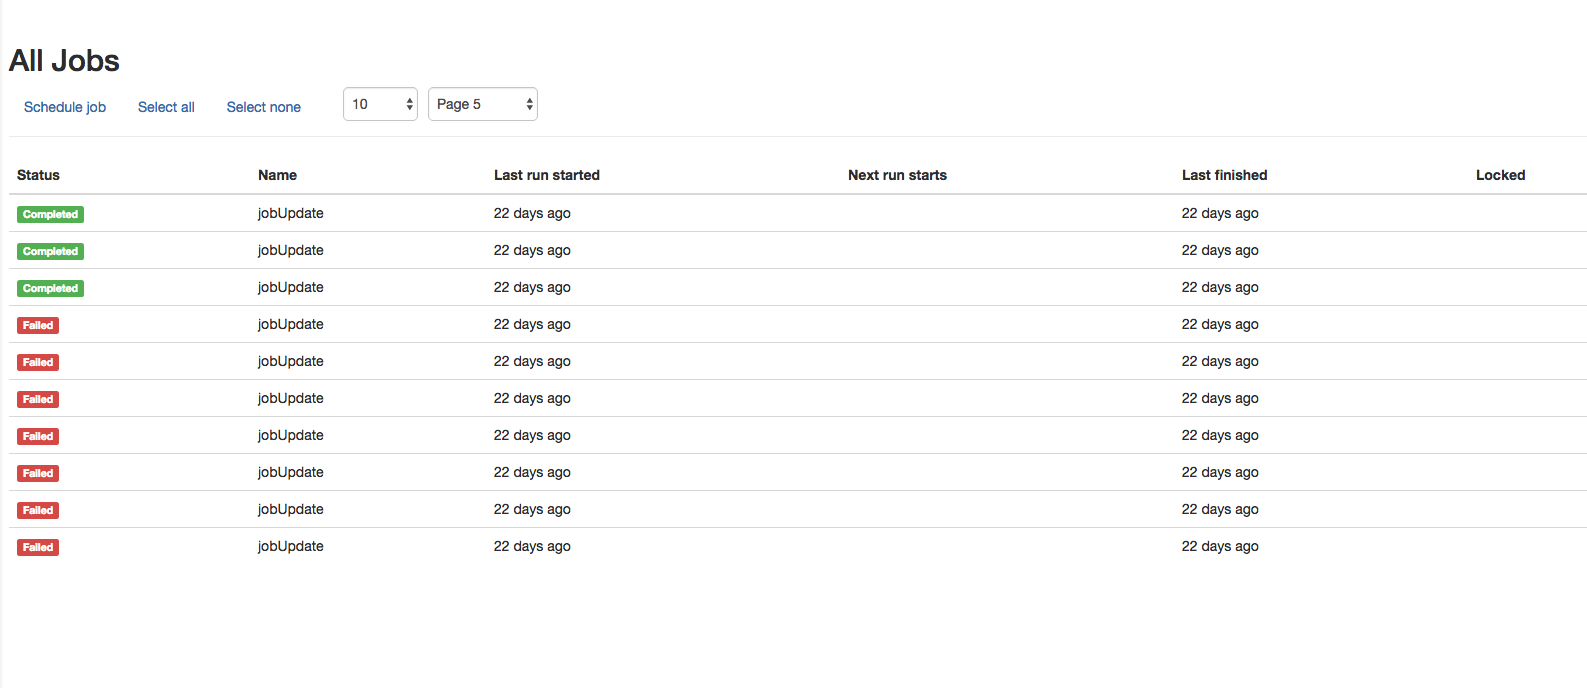 All Jobs
Schedule job Select all Select none 10 Page 5
Status Name Last run started Next run starts Last finished Locked
Completed jobUpdate 22 days ago 22 days ago
Completed jobUpdate 22 days ago 22 days ago
Completed jobUpdate 22 days ago 22 days ago
Failed jobUpdate 22 days ago 22 days ago
Failed jobUpdate 22 days ago 22 days ago
Failed jobUpdate 22 days ago 22 days ago
Failed jobUpdate 22 days ago 22 days ago
Failed jobUpdate 22 days ago 22 days ago
Failed jobUpdate 22 days ago 22 days ago
Failed jobUpdate 22 days ago 22 days ago